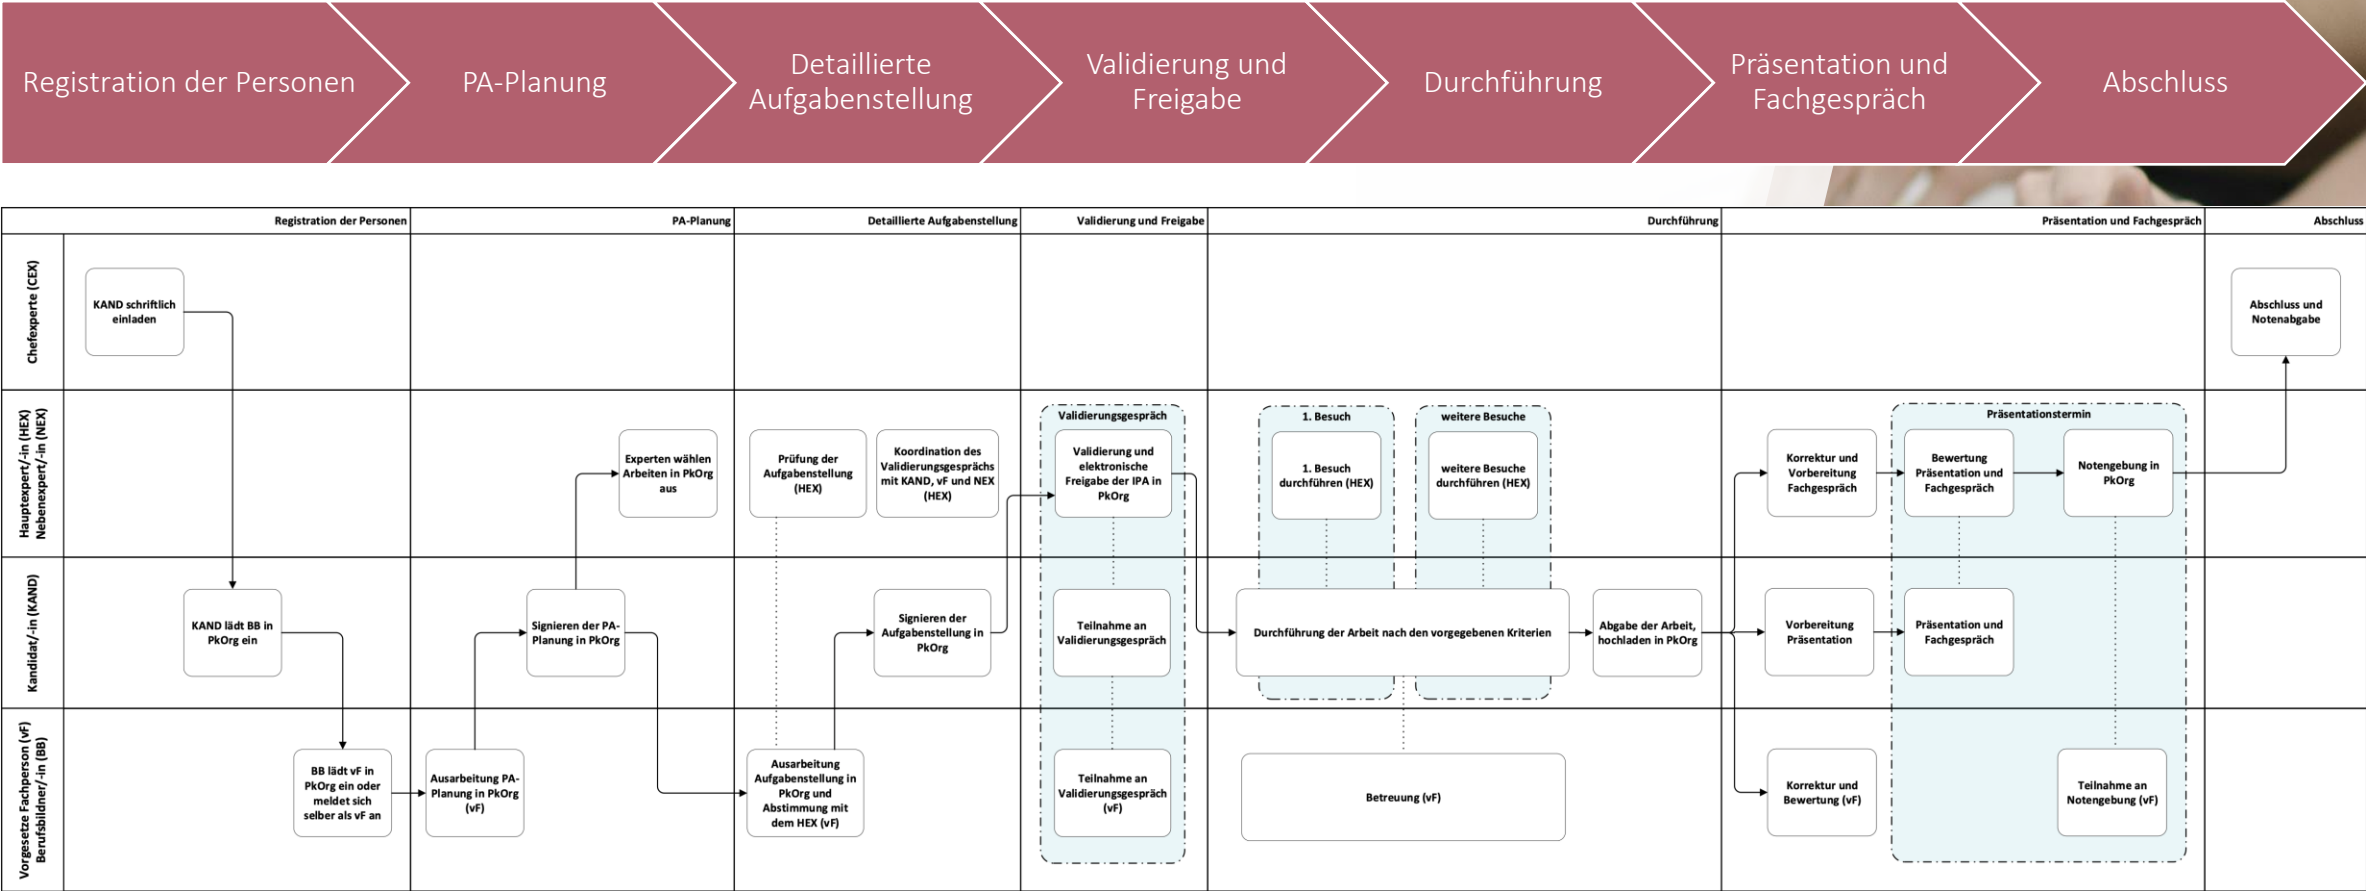 Registration der Personen
PA-Planung
Detaillierte
Aufgabenstellung
Validierung und
Freigabe
Durchführung
Präsentation und
Fachgespräch
Abschluss
Registration der Personen
PA-Planung
Detaillierte Aufgabenstellung
Validierung und Freigabe
Durchführung
Präsentation und Fachgespräch
Abschluss
Chefexperte (CEX)
KAND schriftlich
einladen
Abschluss und
Notenabgabe
Hauptexpert/-in (HEX)
Nebenexpert/-in (NEX)
Experten wählen
Arbeiten in PkOrg
aus
Prüfung der
Aufgabenstellung
(HEX)
Koordination des
Validierungsgesprächs
mit KAND, vF und NEX
(HEX)
Validierungsgespräch
Validierung und
elektronische
Freigabe der IPA in
PkOrg
1. Besuch
1. Besuch
durchführen (HEX)
weitere Besuche
weitere Besuche
durchführen (HEX)
Korrektur und
Vorbereitung
Fachgespräch
Präsentationstermin
Bewertung
Präsentation und
Fachgespräch
Notengebung in
PkOrg
Kandidat/-in (KAND)
KAND lädt BB in
PkOrg ein
Signieren der PA-
Planung in PkOrg
Signieren der
Aufgabenstellung in
PkOrg
Teilnahme an
Validierungsgespräch
Durchführung der Arbeit nach den vorgegebenen Kriterien
Abgabe der Arbeit,
hochladen in PkOrg
Vorbereitung
Präsentation
Präsentation und
Fachgespräch
Vorgesetze Fachperson (vF)
Berufsbildner/-in (BB)
BB lädt vF in
PkOrg ein oder
meldet sich
selber als vF an
Ausarbeitung PA-
Planung in PkOrg
(vF)
Ausarbeitung
Aufgabenstellung in
PkOrg und
Abstimmung mit
dem HEX (vF)
Teilnahme an
Validierungsgespräch
(vF)
Betreuung (vF)
Korrektur und
Bewertung (vF)
Teilnahme an
Notengebung (vF)